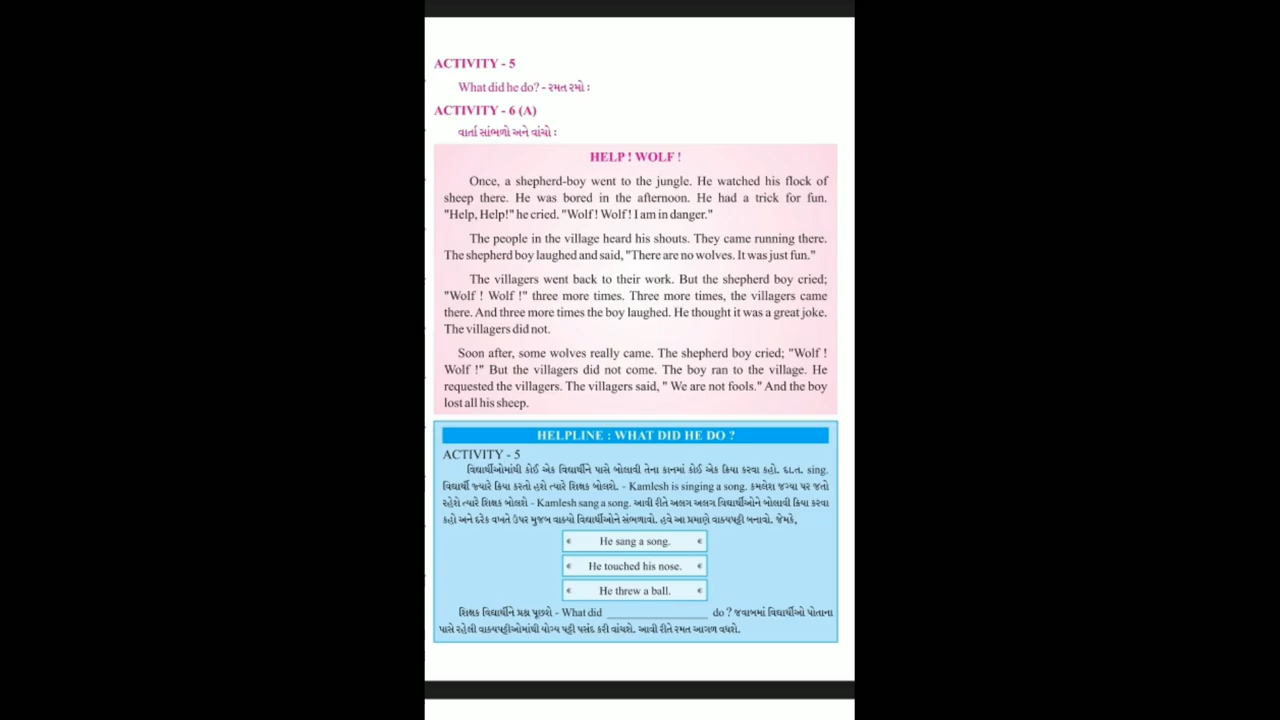 ACTIVITY - 5
What did he do? - રમત રમો :
ACTIVITY - 6 (A)
વાર્તા સાંભળો અને વાંચો :
HELP ! WOLF !
Once, a shepherd-boy went to the jungle. He watched his flock of
sheep there. He was bored in the afternoon. He had a trick for fun.
"Help, Help!" he cried. "Wolf ! Wolf ! I am in danger."
The people in the village heard his shouts. They came running there.
The shepherd boy laughed and said, "There are no wolves. It was just fun."
The villagers went back to their work. But the shepherd boy cried;
"Wolf ! Wolf !" three more times. Three more times, the villagers came
there. And three more times the boy laughed. He thought it was a great joke.
The villagers did not.
Soon after, some wolves really came. The shepherd boy cried; "Wolf !
Wolf !" But the villagers did not come. The boy ran to the village. He
requested the villagers. The villagers said, " We are not fools." And the boy
lost all his sheep.
HELPLINE : WHAT DID HE DO ?
ACTIVITY - 5
વિદ્યાર્થીઓમાંથી કોઈ એક વિદ્યાર્થીને પાસે બોલાવી તેના કાનમાં કોઈ એક ક્રિયા કરવા કહો. દા.ત. sing.
વિદ્યાર્થી જ્યારે ક્રિયા કરતો હશે ત્યારે શિક્ષક બોલશે. - Kamlesh is singing a song. કમલેશ જગ્યા પર જતો
રહેશે ત્યારે શિક્ષક બોલશે - Kamlesh sang a song. આવી રીતે અલગ અલગ વિદ્યાર્થીઓને બોલાવી ક્રિયા કરવા
કહો અને દરેક વખતે ઉપર મુજબ વાક્યો વિદ્યાર્થીઓને સંભળાવો. હવે આ પ્રમાણે વાક્યપટ્ટી બનાવો. જેમકે,
He sang a song.
He touched his nose.
He threw a ball.
શિક્ષક વિદ્યાર્થીને પ્રશ્ન પૂછશે - What did ________________ do ? જવાબમાં વિદ્યાર્થીઓ પોતાના
પાસે રહેલી વાક્યપટ્ટીઓમાંથી યોગ્ય પટ્ટી પસંદ કરી વાંચશે. આવી રીતે રમત આગળ વધશે.